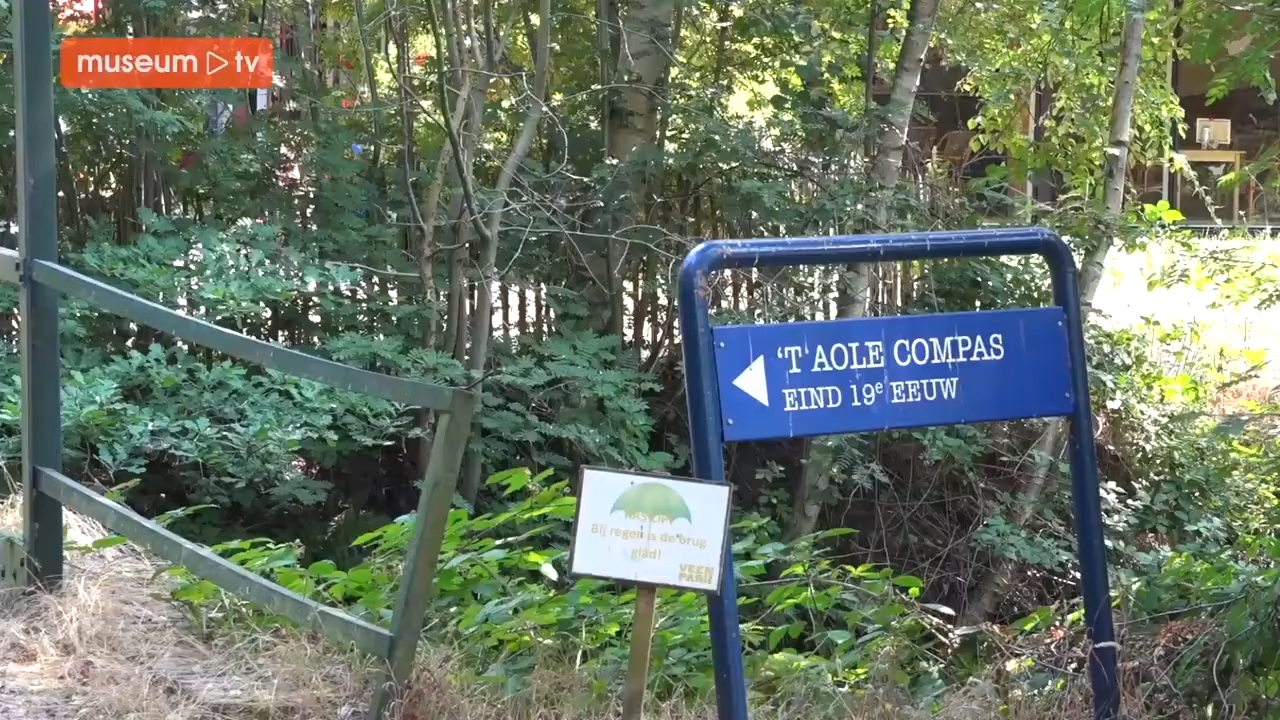 museum tv
'T AOLE COMPAS
EIND 19e EEUW
Bij regen is de brug
glad!
VEEN
PARK